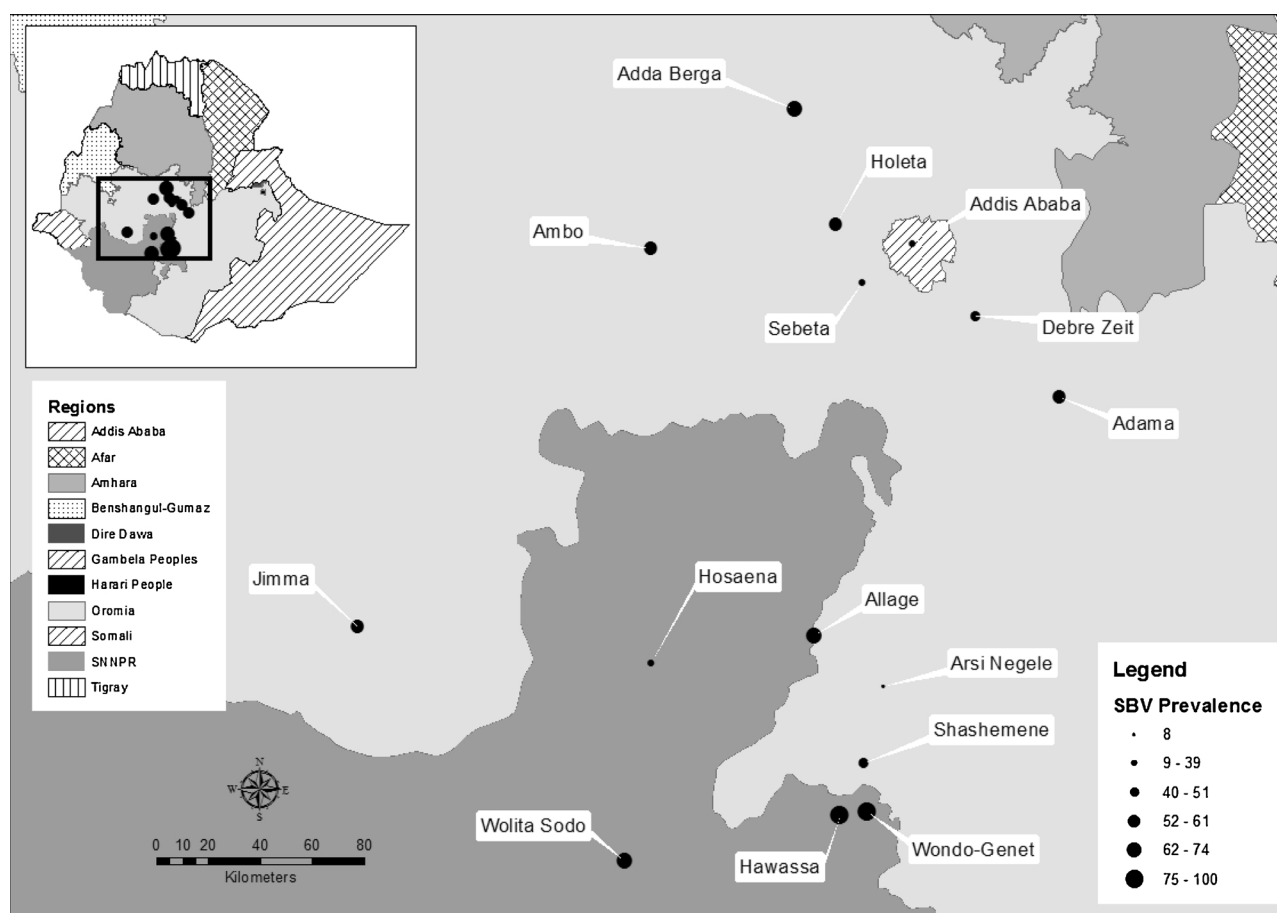 Adda Berga
Holeta
Addis Ababa
Ambo
Sebeta
Debre Zeit
Adama
Regions
Addis Ababa
Afar
Amhara
Benshangul-Gumaz
Dire Dawa
Gambela Peoples
Harari People
Oromia
Somali
SNNPR
Tigray
Jimma
Hosaena
Allage
Arsi Negele
Shashemene
Wolita Sodo
Hawassa
Wondo-Genet
N
W E
S
0 10 20 40 60 80
Kilometers
Legend
SBV Prevalence
8
9 - 39
40 - 51
52 - 61
62 - 74
75 - 100